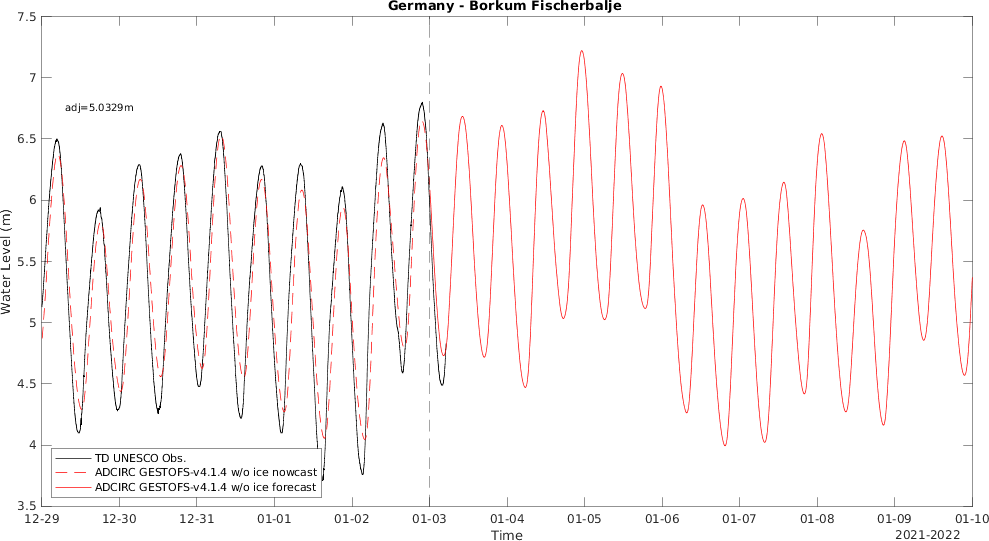 Germany - Borkum Fischerbalje
7.5
7
6.5
6
5.5
5
4.5
4
3.5
Water Level (m)
adj=5.0329m
TD UNESCO Obs.
ADCIRC GESTOFS-v4.1.4 w/o ice nowcast
ADCIRC GESTOFS-v4.1.4 w/o ice forecast
12-29 12-30 12-31 01-01 01-02 01-03 01-04 01-05 01-06 01-07 01-08 01-09 01-10
Time
2021-2022